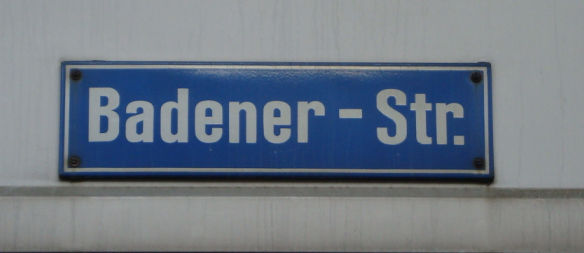 Badener - Str.